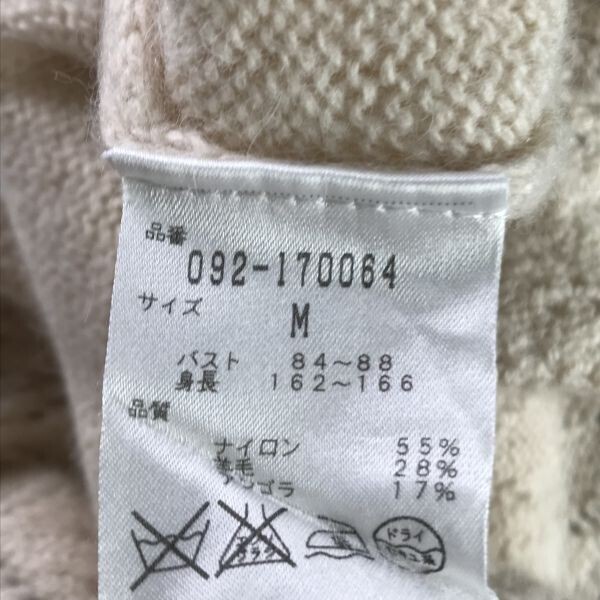 品番
092-170064
サイズ
M
バスト 84～88
身長 162～166
品質
ナイロン 55%
羊毛 28%
アンゴラ 17%
ドライ